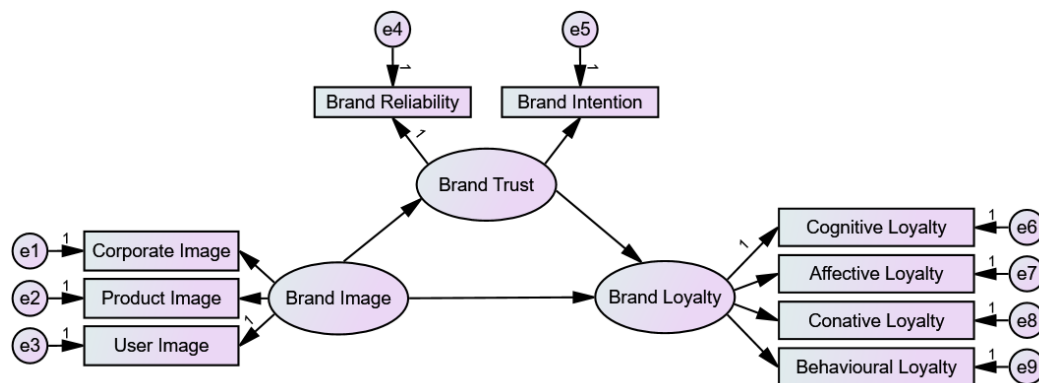 e4
e5
1
1
Brand Reliability
Brand Intention
1
Brand Trust
e1
1
Corporate Image
e2
1
Product Image
e3
1
User Image
1
Brand Image
Brand Loyalty
1
Cognitive Loyalty
1
e6
Affective Loyalty
1
e7
Conative Loyalty
1
e8
Behavioural Loyalty
1
e9